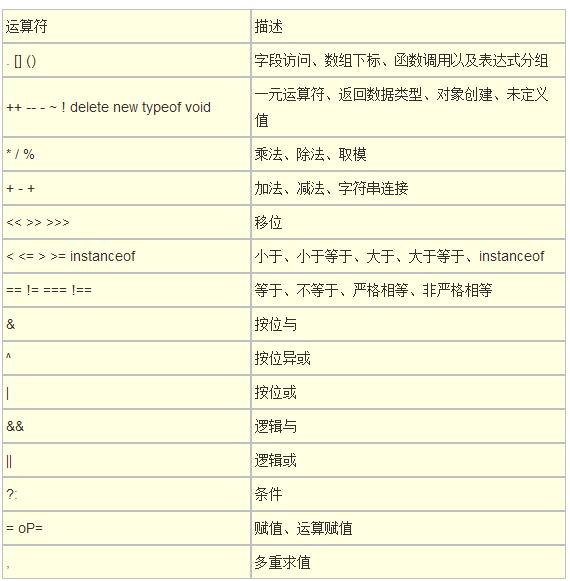 运算符 描述
. [] () 字段访问、数组下标、函数调用以及表达式分组
++ -- - ~ ! delete new typeof void 一元运算符、返回数据类型、对象创建、未定义
值
* / % 乘法、除法、取模
+ - + 加法、减法、字符串连接
<< >> >>> 移位
< <= > >= instanceof 小于、小于等于、大于、大于等于、instanceof
== != === !== 等于、不等于、严格相等、非严格相等
& 按位与
^ 按位异或
| 按位或
&& 逻辑与
|| 逻辑或
?: 条件
= oP= 赋值、运算赋值
, 多重求值